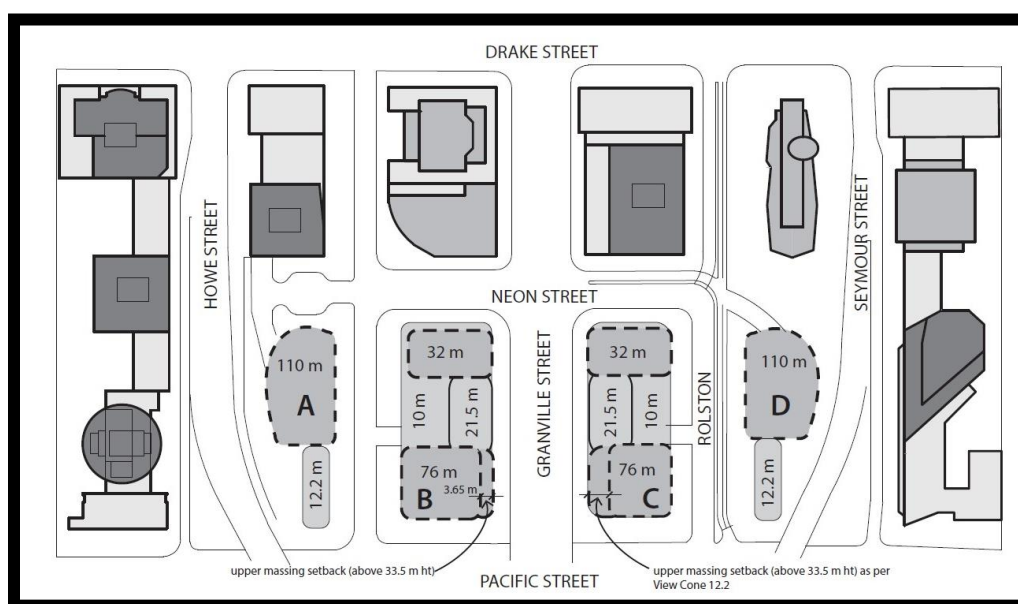 DRAKE STREET
HOWE STREET
SEYMOUR STREET
NEON STREET
GRANVILLE STREET
ROLSTON
110 m
A
12.2 m
32 m
10 m
21.5 m
76 m
B
3.65 m
32 m
21.5 m
10 m
76 m
C
110 m
D
12.2 m
upper massing setback (above 33.5 m ht)
PACIFIC STREET
upper massing setback (above 33.5 m ht) as per
View Cone 12.2